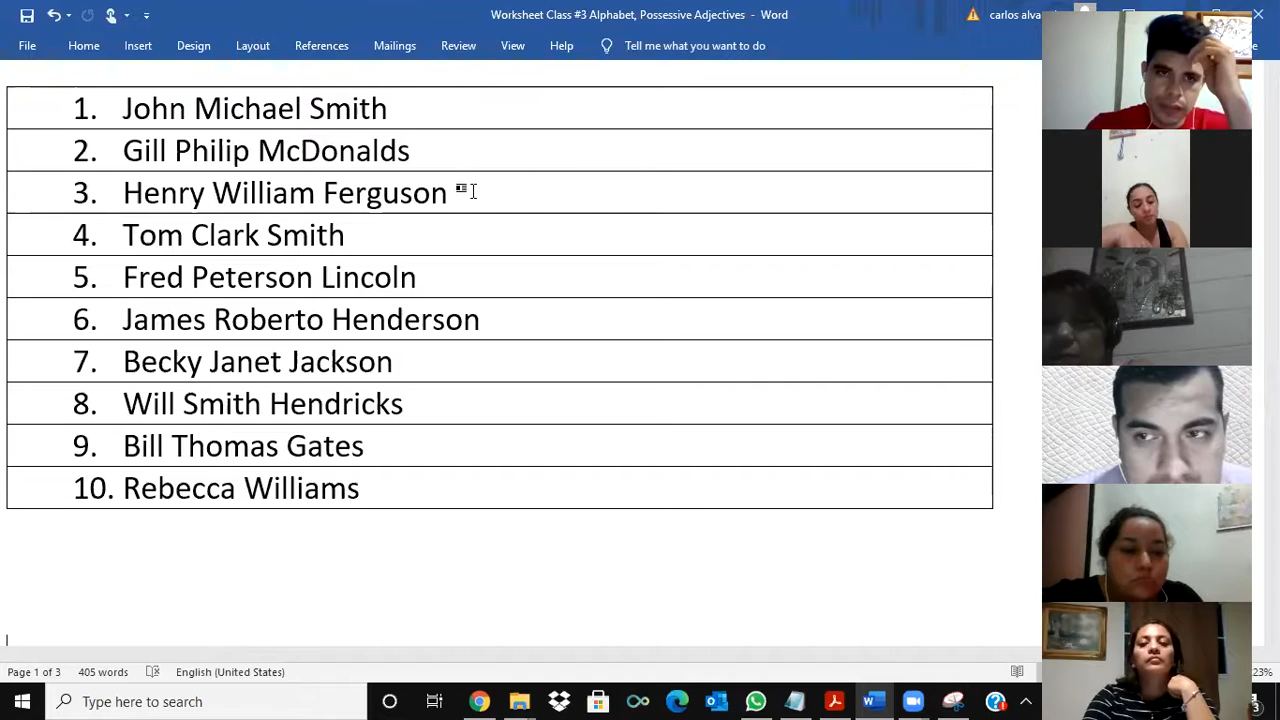 Worksheet Class #3 Alphabet, Possessive Adjectives - Word
carlos alva
File Home Insert Design Layout References Mailings Review View Help Tell me what you want to do
1. John Michael Smith
2. Gill Philip McDonalds
3. Henry William Ferguson
4. Tom Clark Smith
5. Fred Peterson Lincoln
6. James Roberto Henderson
7. Becky Janet Jackson
8. Will Smith Hendricks
9. Bill Thomas Gates
10. Rebecca Williams
Page 1 of 3 405 words English (United States)
23%
Type here to search